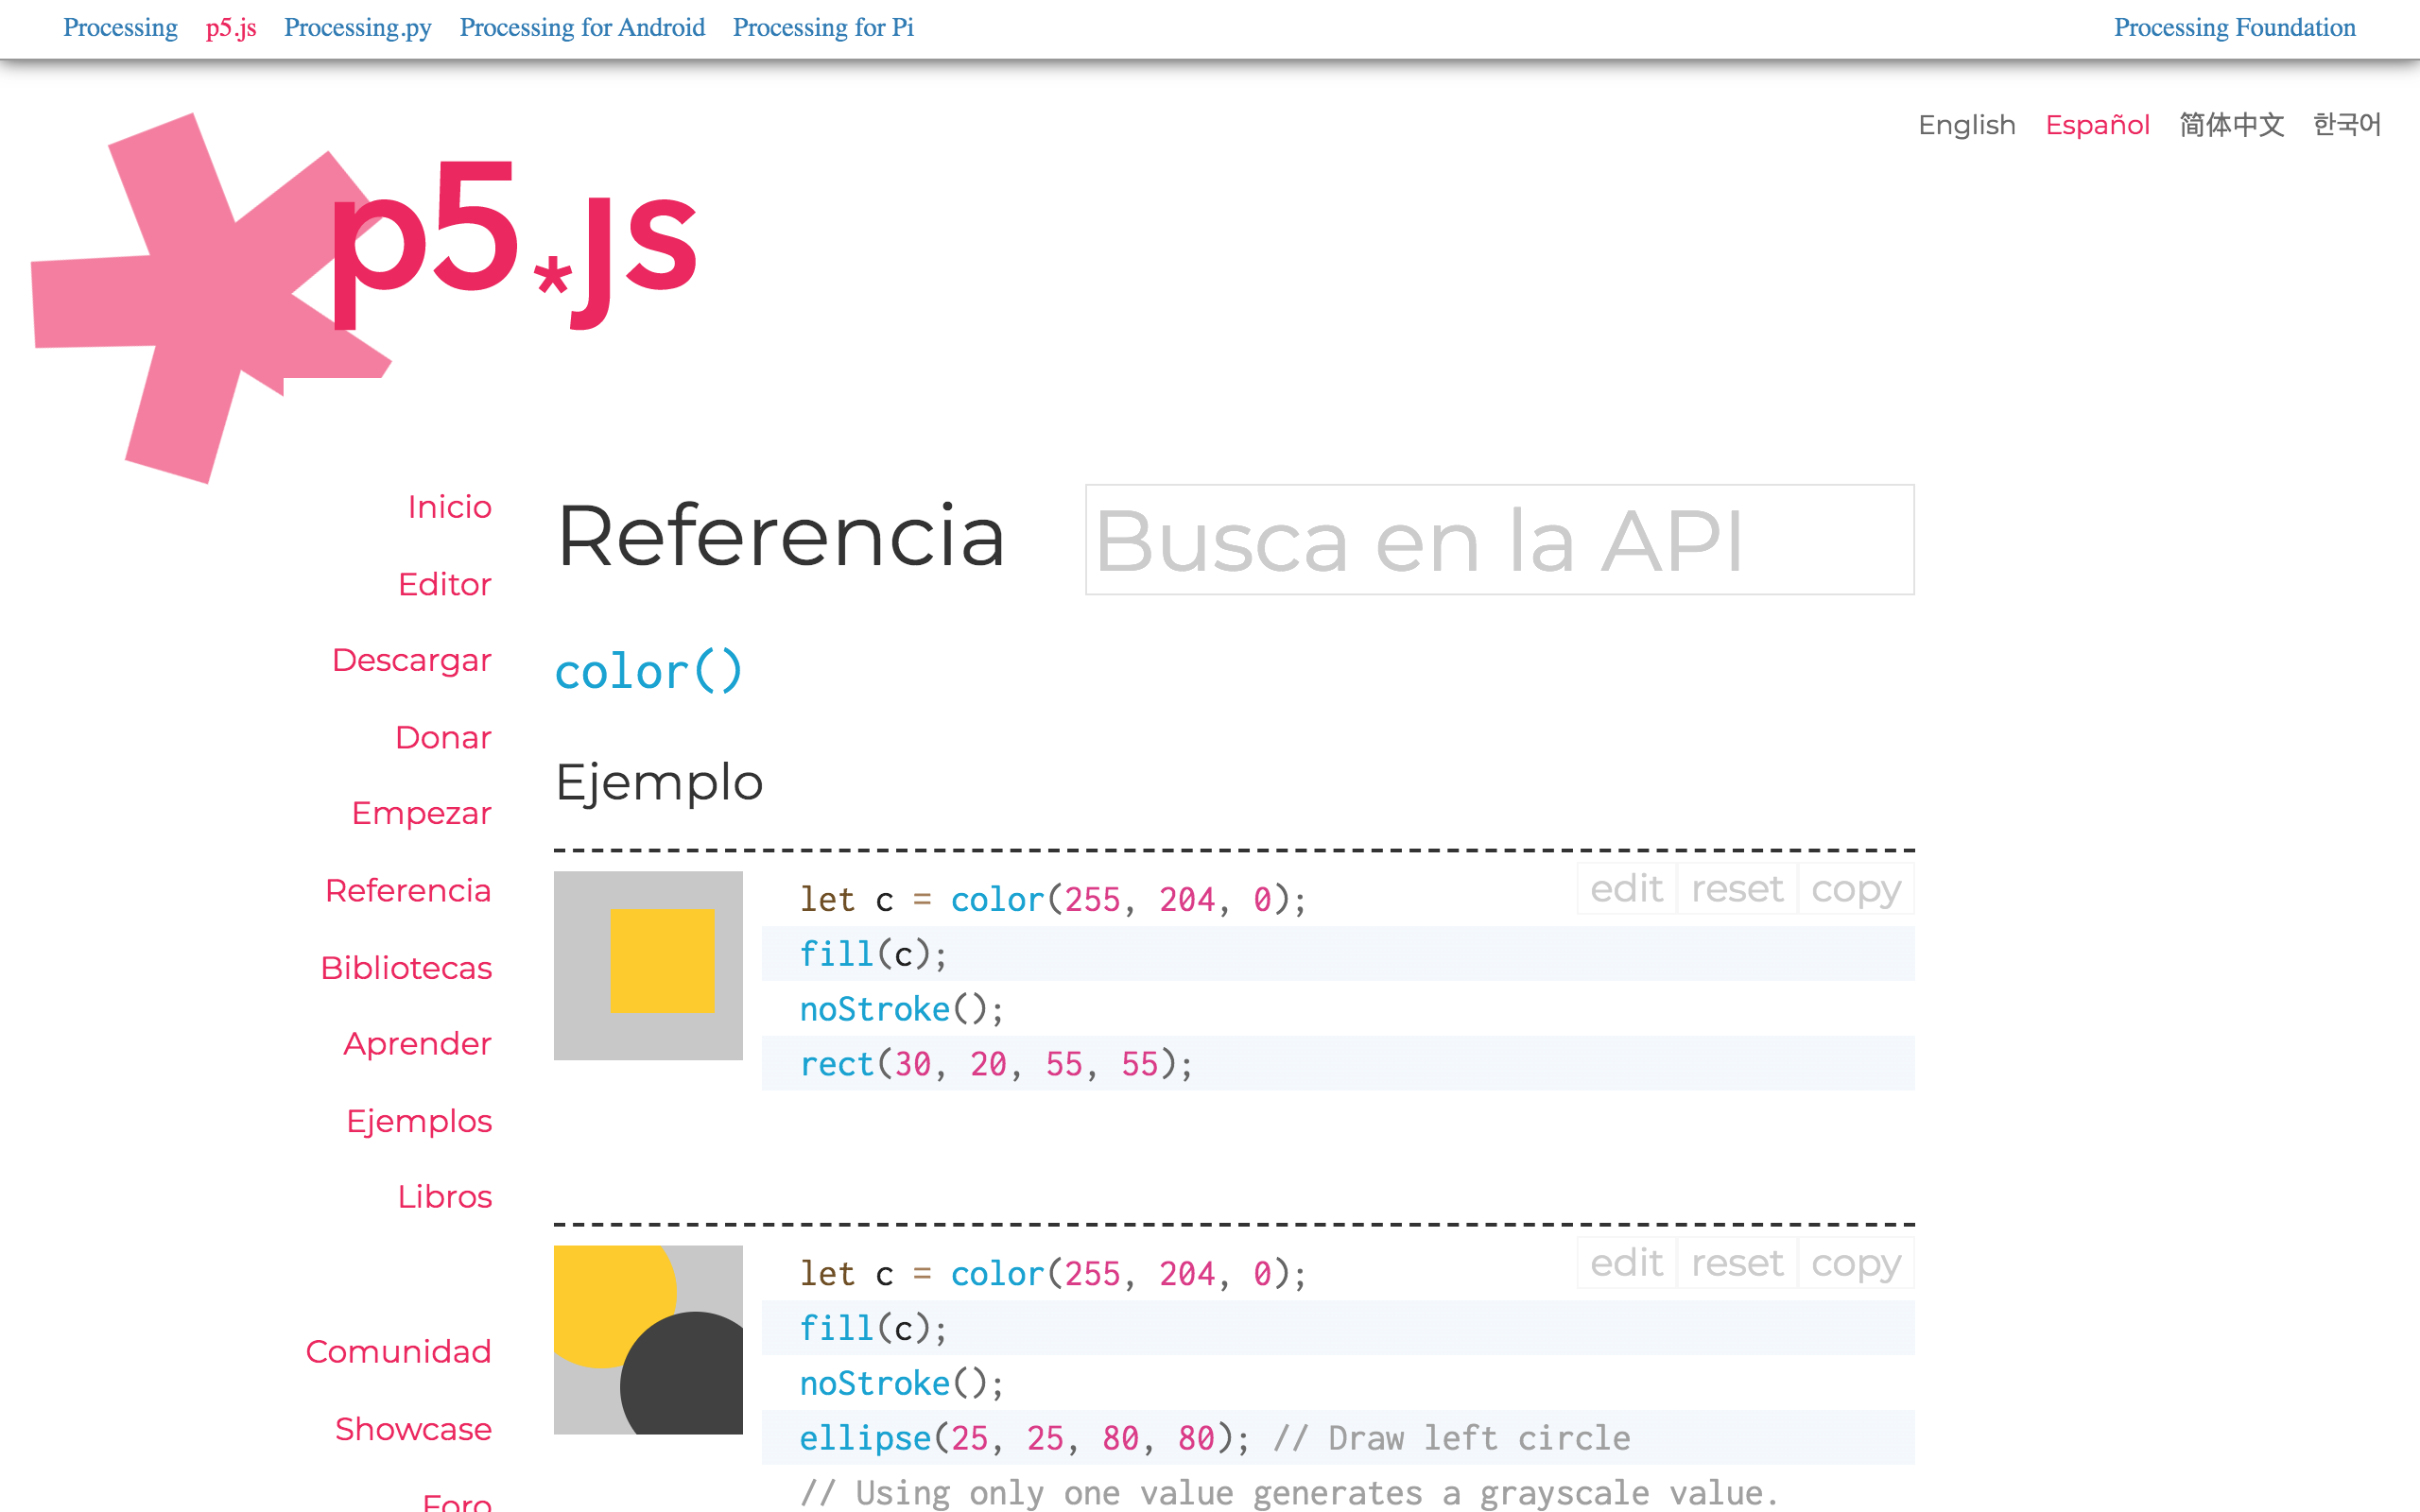 Processing p5.js Processing.py Processing for Android Processing for Pi Processing Foundation
English Español 简体中文 한국어
p5.js
Inicio
Editor
Descargar
Donar
Empezar
Referencia
Bibliotecas
Aprender
Ejemplos
Libros
Comunidad
Showcase
Foro
Referencia
Busca en la API
color()
Ejemplo
edit reset copy
let c = color(255, 204, 0);
fill(c);
noStroke();
rect(30, 20, 55, 55);
edit reset copy
let c = color(255, 204, 0);
fill(c);
noStroke();
ellipse(25, 25, 80, 80); // Draw left circle
// Using only one value generates a grayscale value.